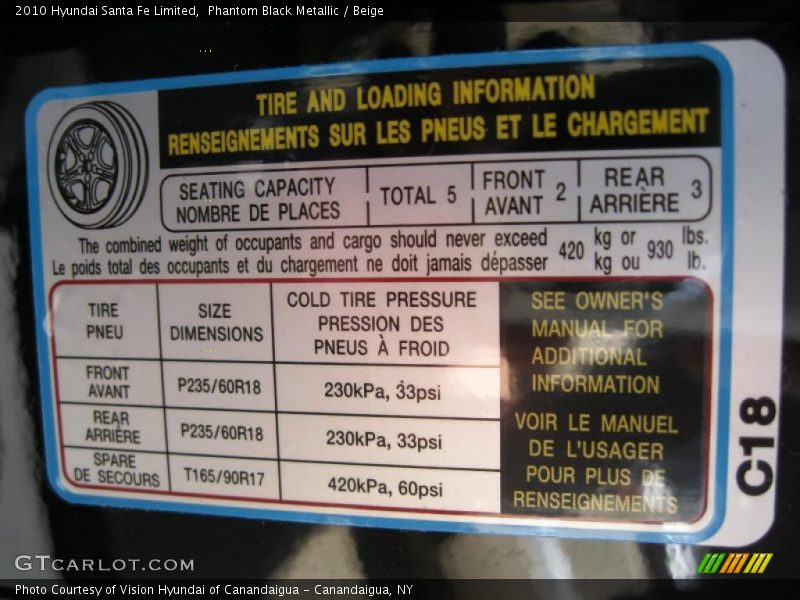 2010 Hyundai Santa Fe Limited,  Phantom Black Metallic / Beige
TIRE AND LOADING INFORMATION
RENSEIGNEMENTS SUR LES PNEUS ET LE CHARGEMENT
SEATING CAPACITY
NOMBRE DE PLACES
TOTAL 5
FRONT
AVANT 2
REAR
ARRIÈRE 3
The combined weight of occupants and cargo should never exceed 420 kg or 930 lbs.
Le poids total des occupants et du chargement ne doit jamais dépasser kg ou lb.
TIRE
PNEU
SIZE
DIMENSIONS
COLD TIRE PRESSURE
PRESSION DES
PNEUS À FROID
FRONT
AVANT
P235/60R18
230kPa, 33psi
REAR
ARRIÈRE
P235/60R18
230kPa, 33psi
SPARE
DE SECOURS
T165/90R17
420kPa, 60psi
SEE OWNER'S
MANUAL FOR
ADDITIONAL
INFORMATION
VOIR LE MANUEL
DE L'USAGER
POUR PLUS DE
RENSEIGNEMENTS
C18
GTCARLOT.COM
Photo Courtesy of Vision Hyundai of Canandaigua - Canandaigua, NY